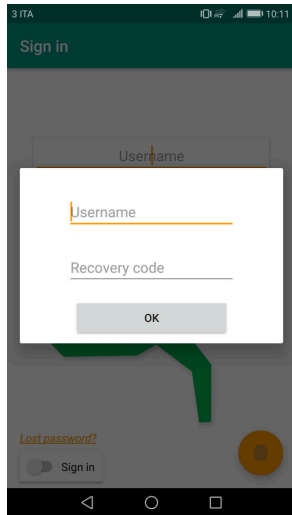 3 ITA 10:11
Sign in
Username
Username
Recovery code
OK
Lost password?
Sign in